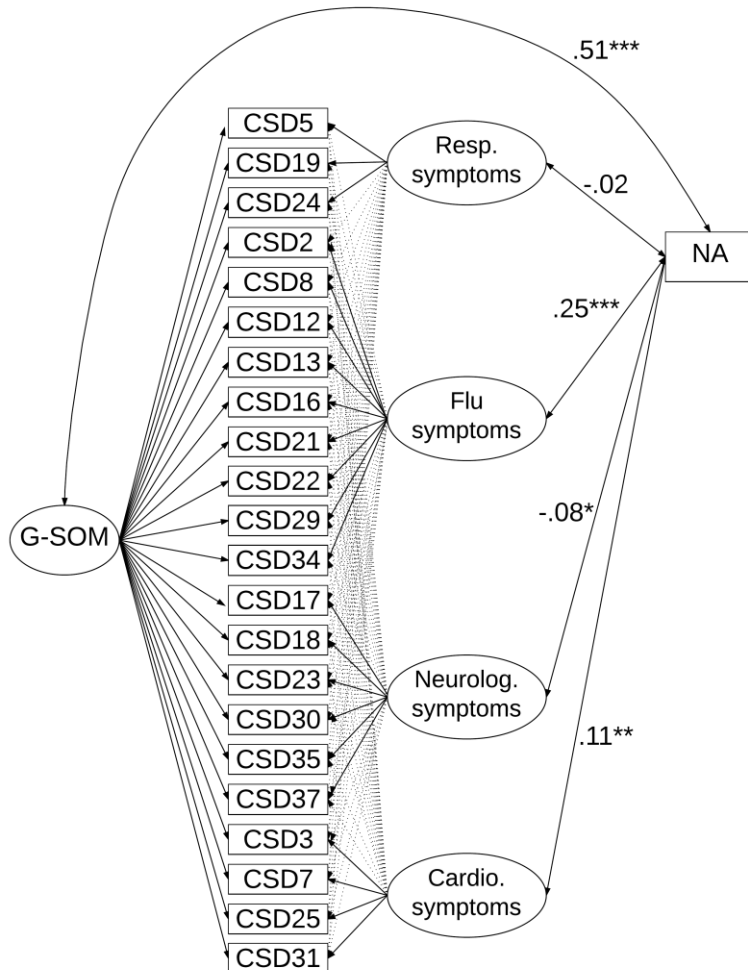 .51***
CSD5
CSD19
CSD24
CSD2
CSD8
CSD12
CSD13
CSD16
CSD21
CSD22
CSD29
CSD34
CSD17
CSD18
CSD23
CSD30
CSD35
CSD37
CSD3
CSD7
CSD25
CSD31
G-SOM
Resp.
symptoms
Flu
symptoms
Neurolog.
symptoms
Cardio.
symptoms
-.02
NA
.25***
-.08*
.11**